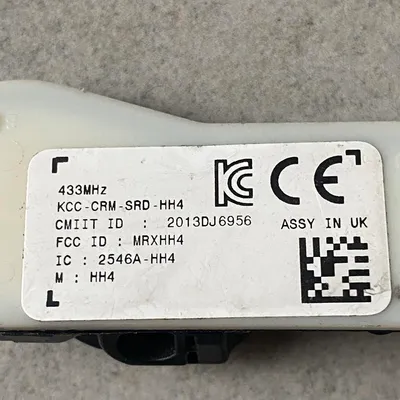 433MHz
KCC-CRM-SRD-HH4
CMIIT ID : 2013DJ6956
FCC ID : MRXHH4
IC : 2546A-HH4
M : HH4
KC CE
ASSY IN UK